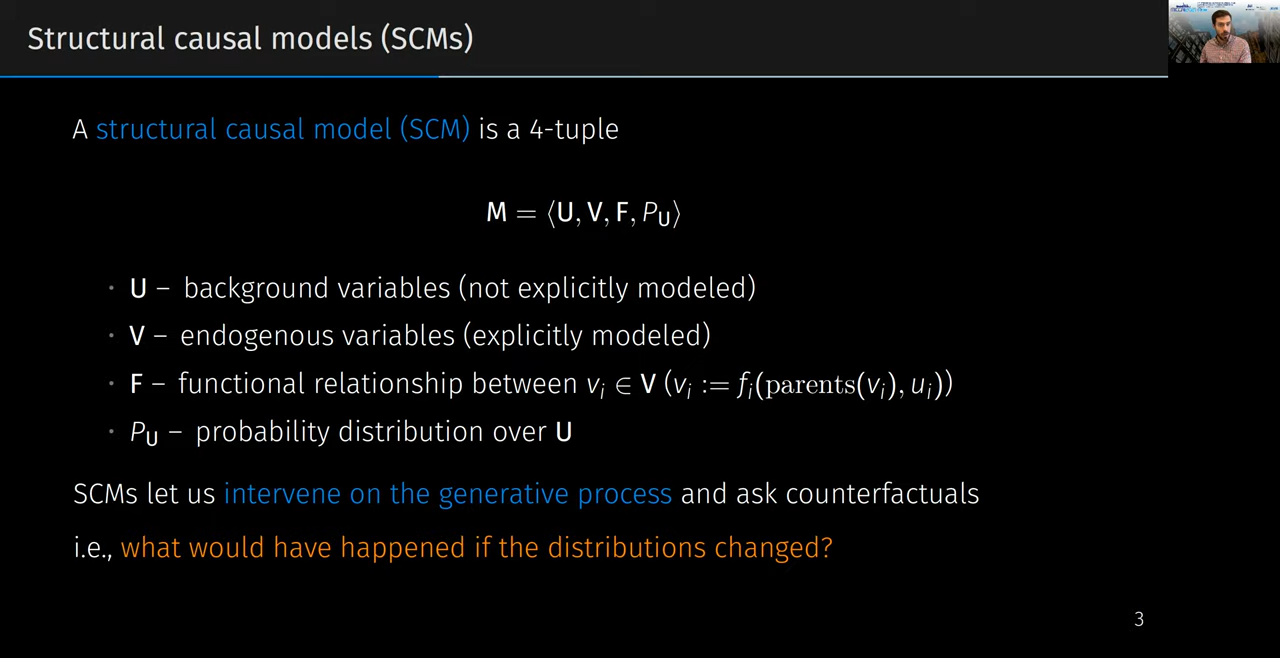 Structural causal models (SCMs)
A structural causal model (SCM) is a 4-tuple
M = ⟨U, V, F, P_U⟩
· U – background variables (not explicitly modeled)
· V – endogenous variables (explicitly modeled)
· F – functional relationship between v_i ∈ V (v_i := f_i(parents(v_i), u_i))
· P_U – probability distribution over U
SCMs let us intervene on the generative process and ask counterfactuals
i.e., what would have happened if the distributions changed?
3